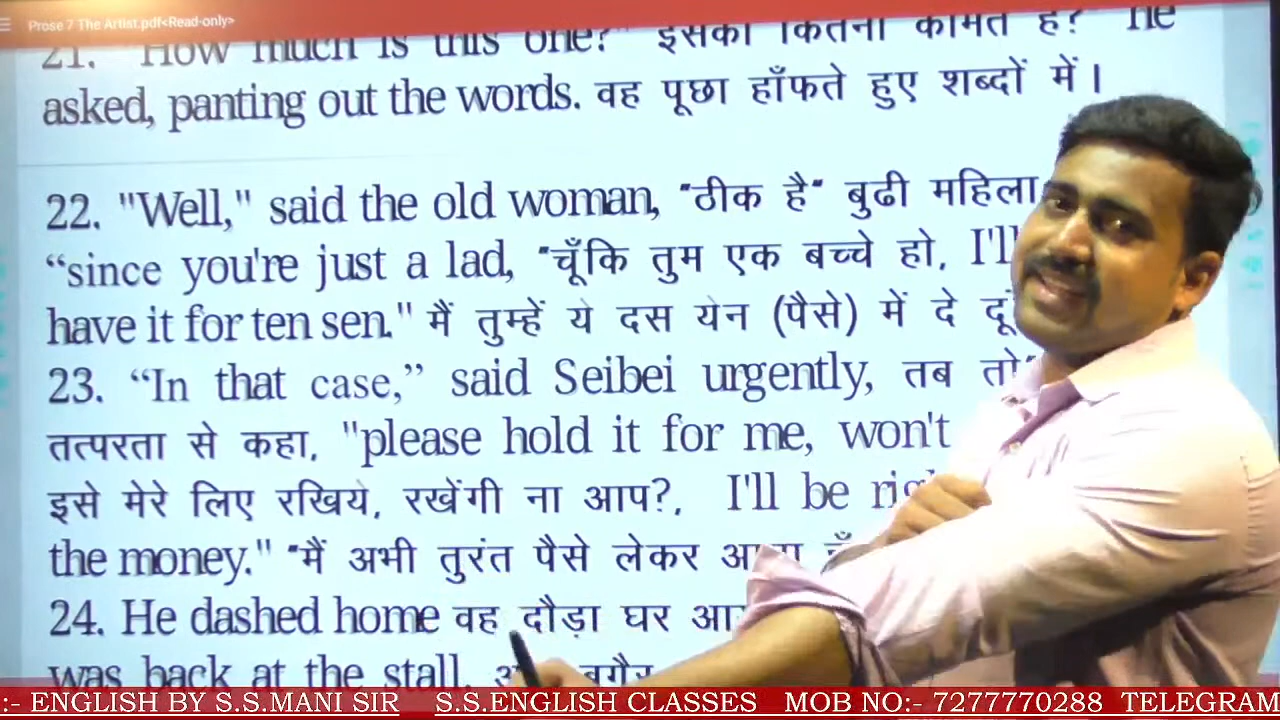 Prose 7 The Artist.pdf<Read-only>
21. "How much is this one?" इसकी कितनी कीमत है? He
asked, panting out the words. वह पूछा हाँफते हुए शब्दों में।
22. "Well," said the old woman, "ठीक है" बुढी महिला
“since you're just a lad, "चूँकि तुम एक बच्चे हो, I'll
have it for ten sen." मैं तुम्हें ये दस येन (पैसे) में दे
23. “In that case,” said Seibei urgently, तब तो"
तत्परता से कहा, "please hold it for me, won't
इसे मेरे लिए रखिये, रखेंगी ना आप?, I'll be
the money." "मैं अभी तुरंत पैसे लेकर
24. He dashed home वह दौड़ा घर
was back at the stall,
:- ENGLISH BY S.S.MANI SIR S.S.ENGLISH CLASSES MOB NO:- 7277770288 TELEGRAM